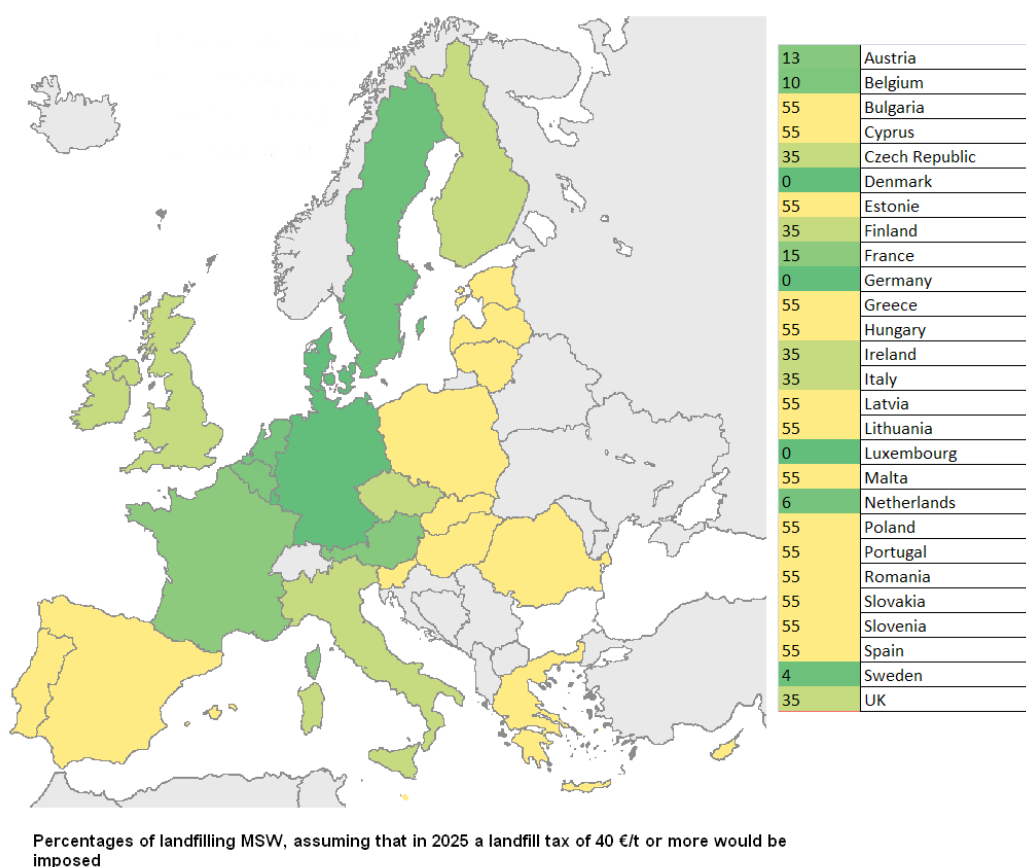 13 Austria
10 Belgium
55 Bulgaria
55 Cyprus
35 Czech Republic
0 Denmark
55 Estonie
35 Finland
15 France
0 Germany
55 Greece
55 Hungary
35 Ireland
35 Italy
55 Latvia
55 Lithuania
0 Luxembourg
55 Malta
6 Netherlands
55 Poland
55 Portugal
55 Romania
55 Slovakia
55 Slovenia
55 Spain
4 Sweden
35 UK
Percentages of landfilling MSW, assuming that in 2025 a landfill tax of 40 €/t or more would be
imposed